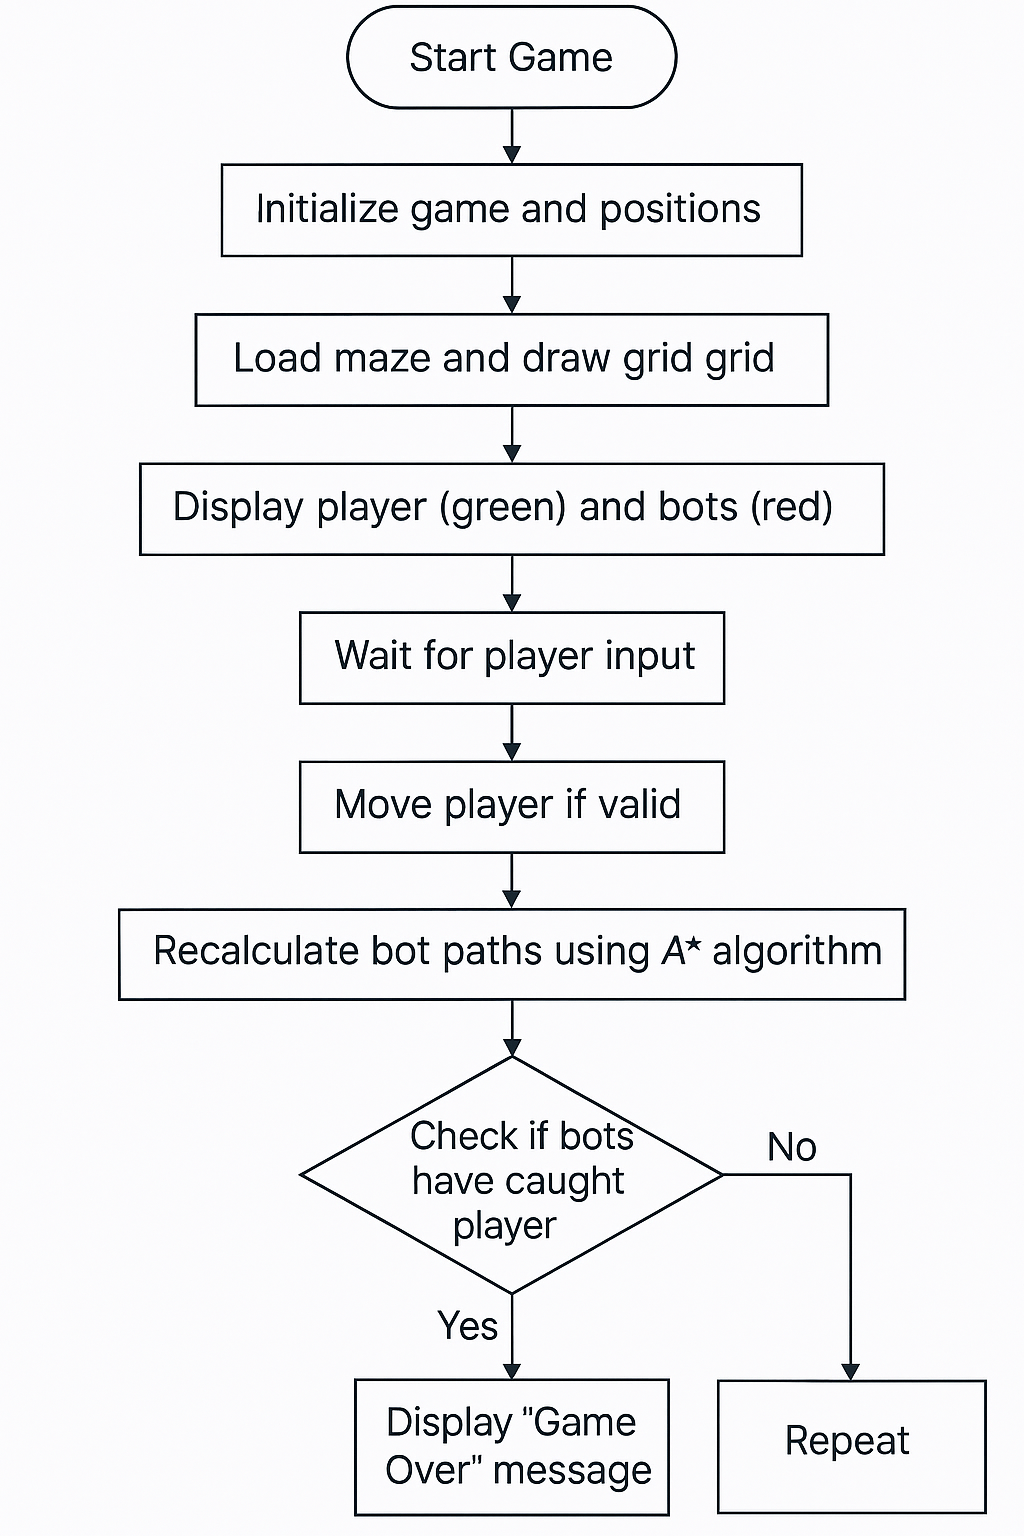 Start Game
Initialize game and positions
Load maze and draw grid grid
Display player (green) and bots (red)
Wait for player input
Move player if valid
Recalculate bot paths using A★ algorithm
Check if bots
have caught
player
No
Yes
Display "Game
Over" message
Repeat